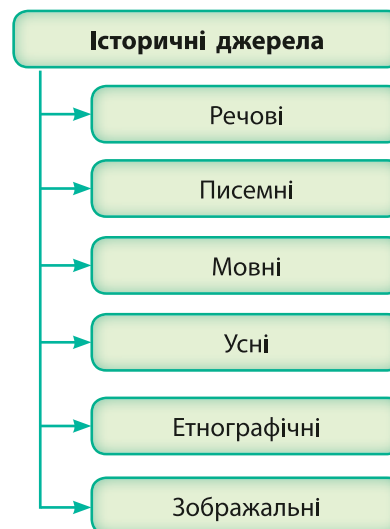 Історичні джерела
Речові
Писемні
Мовні
Усні
Етнографічні
Зображальні